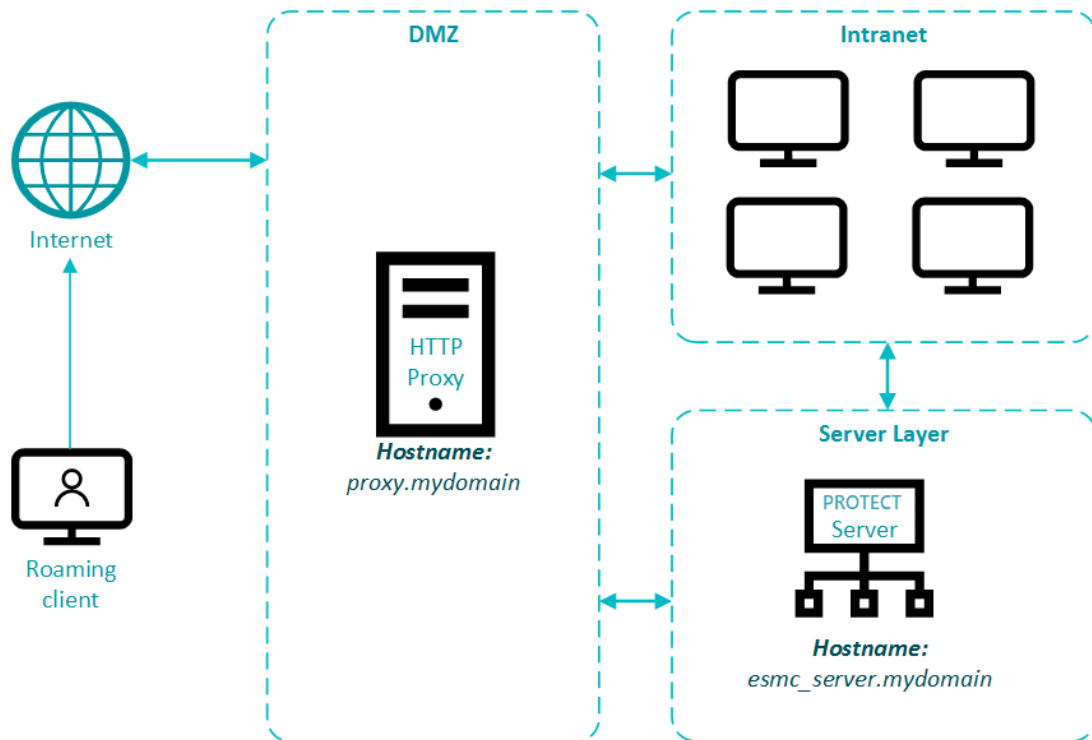 DMZ
Intranet
Internet
HTTP
Proxy
Hostname:
proxy.mydomain
Server Layer
PROTECT
Server
Roaming
client
Hostname:
esmc_server.mydomain